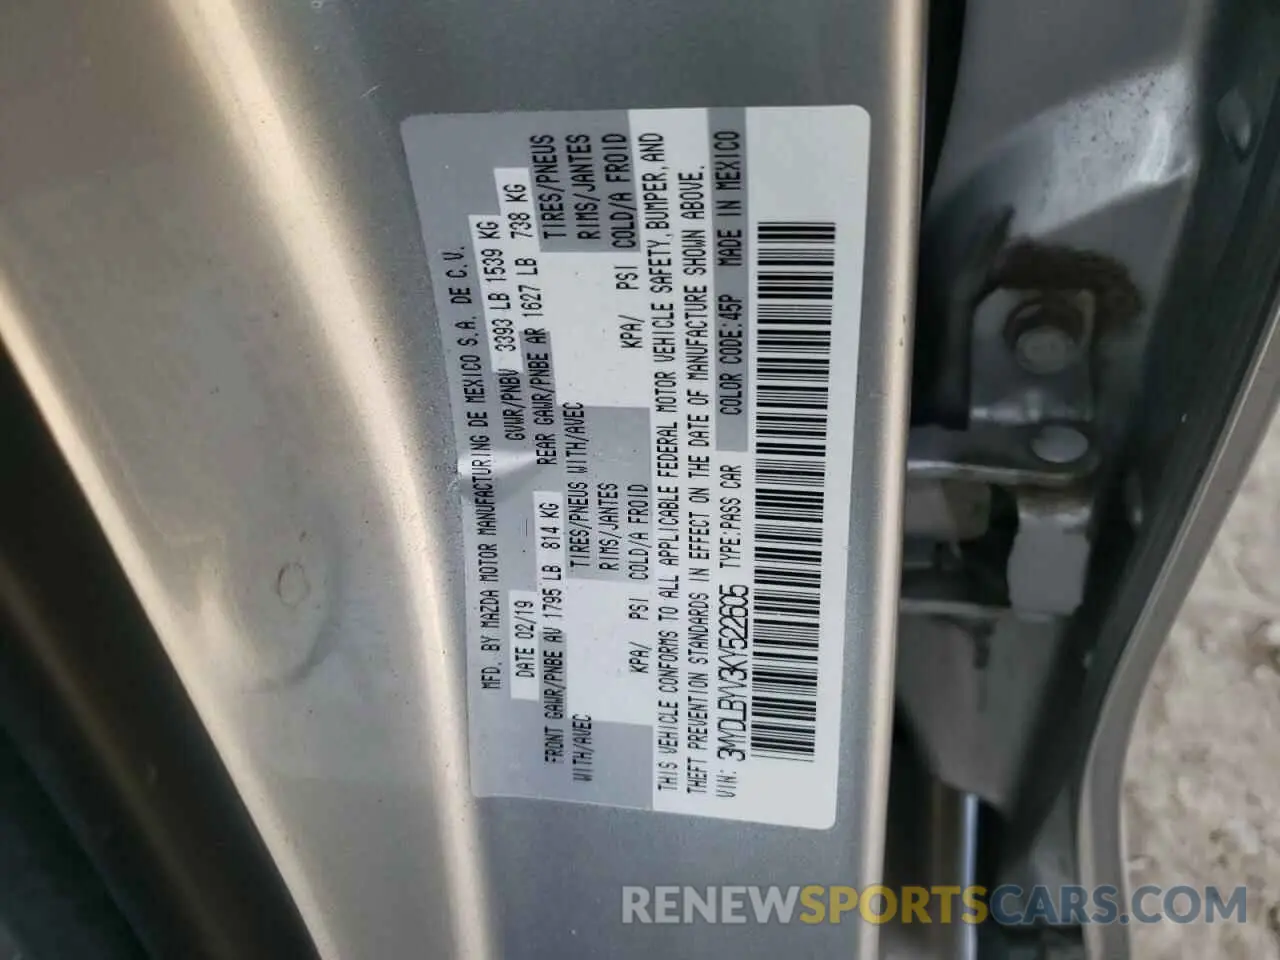 MFD. BY MAZDA MOTOR MANUFACTURING DE MEXICO S.A. DE C.V.
DATE 02/19 GVWR/PNBV 3393 LB 1539 KG
FRONT GAWR/PNBE AV 1795 LB 814 KG REAR GAWR/PNBE AR 1627 LB 738 KG
WITH/AVEC TIRES/PNEUS WITH/AVEC TIRES/PNEUS
RIMS/JANTES RIMS/JANTES
KPA/ PSI COLD/A FROID KPA/ PSI COLD/A FROID
THIS VEHICLE CONFORMS TO ALL APPLICABLE FEDERAL MOTOR VEHICLE SAFETY, BUMPER, AND
THEFT PREVENTION STANDARDS IN EFFECT ON THE DATE OF MANUFACTURE SHOWN ABOVE.
VIN: 3MYDLBYV3KY522605 TYPE:PASS CAR COLOR CODE:45P MADE IN MEXICO
RENEWSPORTSCARS.COM